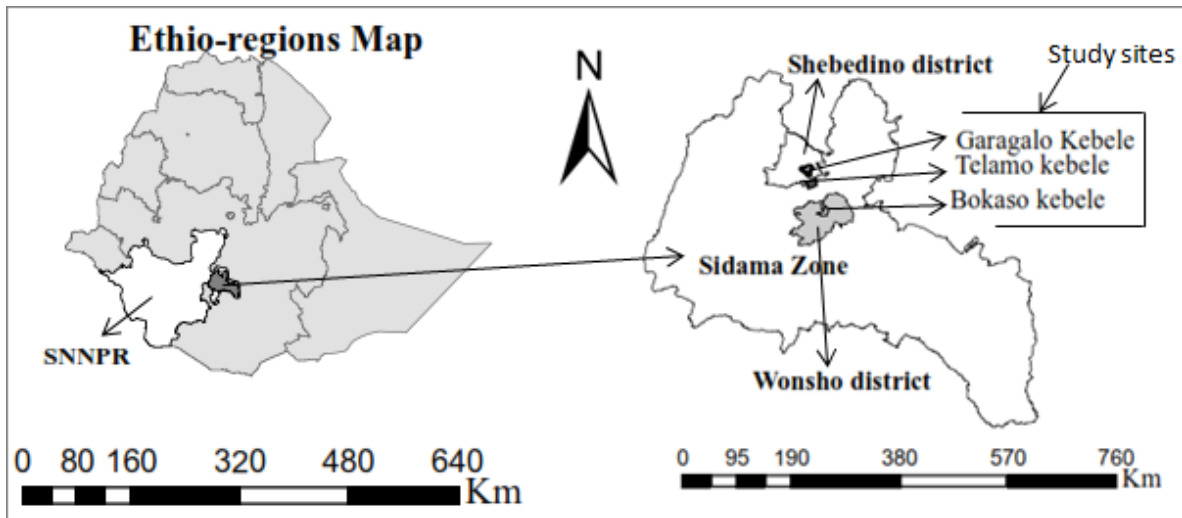 Ethio-regions Map
SNNPR
0 80 160 320 480 640
Km
N
Study sites
Shebedino district
Garagalo Kebele
Telamo kebele
Bokaso kebele
Sidama Zone
Wonsho district
0 95 190 380 570 760
Km